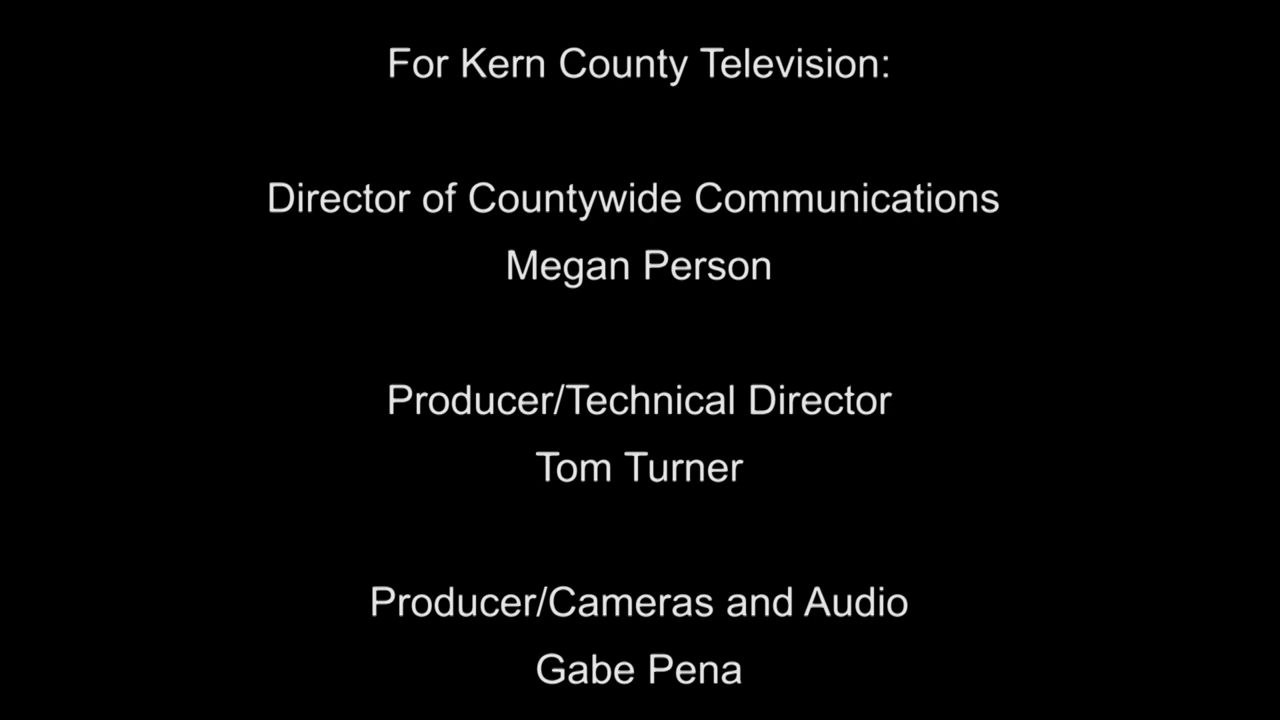 For Kern County Television:
Director of Countywide Communications
Megan Person
Producer/Technical Director
Tom Turner
Producer/Cameras and Audio
Gabe Pena